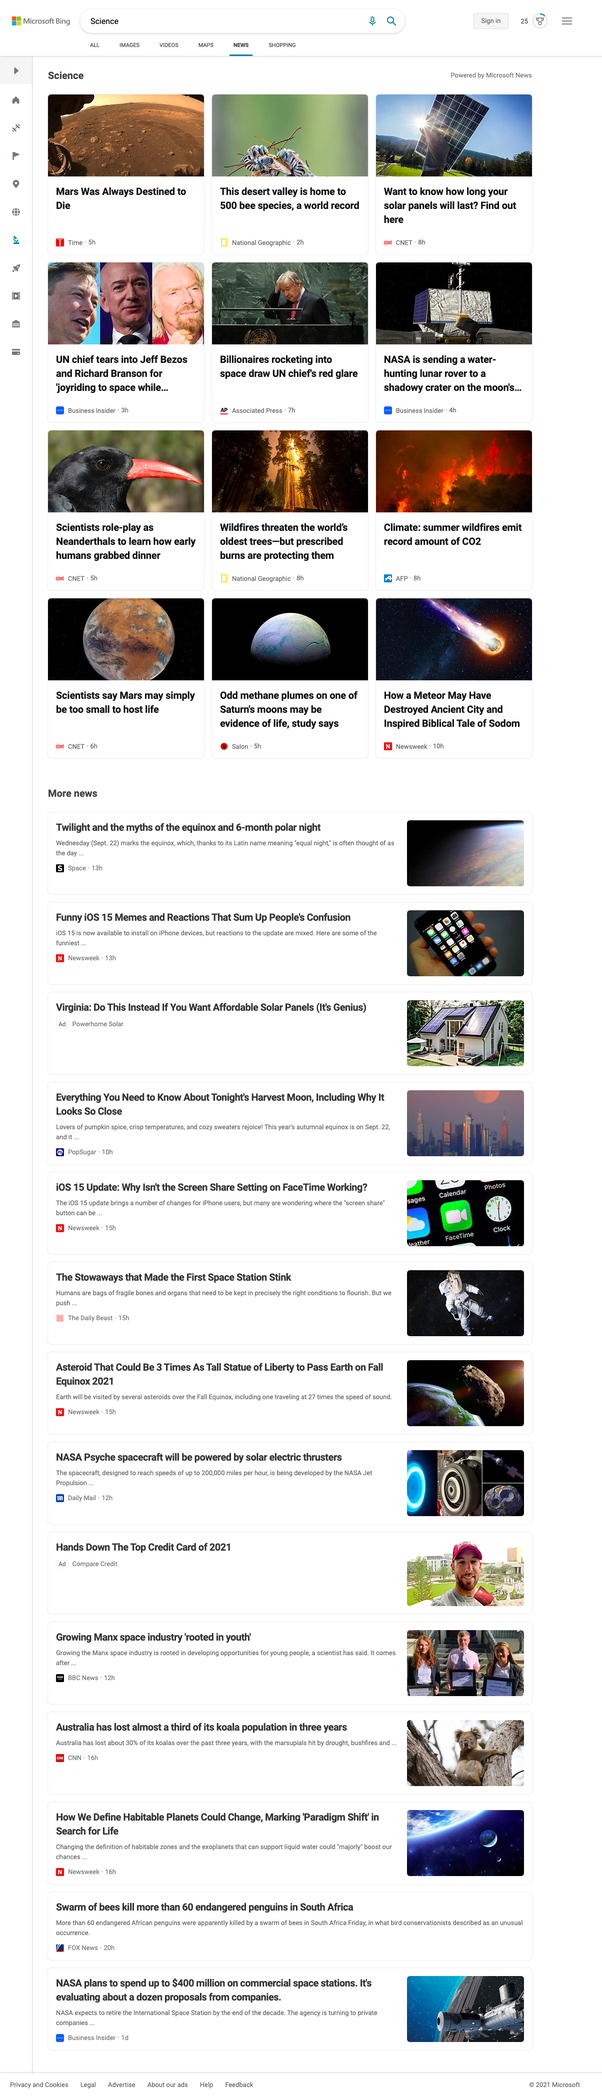 Microsoft Bing
Science
Sign in
25
ALL IMAGES VIDEOS MAPS NEWS SHOPPING
Science
Powered by Microsoft News
Mars Was Always Destined to
Die
Time · 5h
This desert valley is home to
500 bee species, a world record
National Geographic · 2h
Want to know how long your
solar panels will last? Find out
here
CNET · 8h
UN chief tears into Jeff Bezos
and Richard Branson for
'joyriding to space while...
Business Insider · 3h
Billionaires rocketing into
space draw UN chief's red glare
AP Associated Press · 7h
NASA is sending a water-
hunting lunar rover to a
shadowy crater on the moon's...
Business Insider · 4h
Scientists role-play as
Neanderthals to learn how early
humans grabbed dinner
CNET · 5h
Wildfires threaten the world's
oldest trees—but prescribed
burns are protecting them
National Geographic · 8h
Climate: summer wildfires emit
record amount of CO2
AFP · 8h
Scientists say Mars may simply
be too small to host life
CNET · 6h
Odd methane plumes on one of
Saturn's moons may be
evidence of life, study says
Salon · 5h
How a Meteor May Have
Destroyed Ancient City and
Inspired Biblical Tale of Sodom
Newsweek · 10h
More news
Twilight and the myths of the equinox and 6-month polar night
Wednesday (Sept. 22) marks the equinox, which, thanks to its Latin name meaning "equal night," is often thought of as
the day ...
Space · 13h
Funny iOS 15 Memes and Reactions That Sum Up People's Confusion
iOS 15 is now available to install on iPhone devices, but reactions to the update are mixed. Here are some of the
funniest ...
Newsweek · 13h
Virginia: Do This Instead If You Want Affordable Solar Panels (It's Genius)
Ad Powerhome Solar
Everything You Need to Know About Tonight's Harvest Moon, Including Why It
Looks So Close
Lovers of pumpkin spice, crisp temperatures, and cozy sweaters rejoice! This year's autumnal equinox is on Sept. 22,
and it ...
PopSugar · 10h
iOS 15 Update: Why Isn't the Screen Share Setting on FaceTime Working?
The iOS 15 update brings a number of changes for iPhone users, but many are wondering where the "screen share"
button can be ...
Newsweek · 15h
sages Calendar Photos
eather FaceTime Clock
The Stowaways that Made the First Space Station Stink
Humans are bags of fragile bones and organs that need to be kept in precisely the right conditions to flourish. But we
push ...
The Daily Beast · 15h
Asteroid That Could Be 3 Times As Tall Statue of Liberty to Pass Earth on Fall
Equinox 2021
Earth will be visited by several asteroids over the Fall Equinox, including one traveling at 27 times the speed of sound.
Newsweek · 15h
NASA Psyche spacecraft will be powered by solar electric thrusters
The spacecraft, designed to reach speeds of up to 200,000 miles per hour, is being developed by the NASA Jet
Propulsion ...
Daily Mail · 12h
Hands Down The Top Credit Card of 2021
Ad Compare Credit
Growing Manx space industry 'rooted in youth'
Growing the Manx space industry is rooted in developing opportunities for young people, a scientist has said. It comes
after ...
BBC News · 12h
Australia has lost almost a third of its koala population in three years
Australia has lost about 30% of its koalas over the past three years, with the marsupials hit by drought, bushfires and ...
CNN · 16h
How We Define Habitable Planets Could Change, Marking 'Paradigm Shift' in
Search for Life
Changing the definition of habitable zones and the exoplanets that can support liquid water could "majorly" boost our
chances ...
Newsweek · 16h
Swarm of bees kill more than 60 endangered penguins in South Africa
More than 60 endangered African penguins were apparently killed by a swarm of bees in South Africa Friday, in what bird conservationists described as an unusual
occurrence.
FOX News · 20h
NASA plans to spend up to $400 million on commercial space stations. It's
evaluating about a dozen proposals from companies.
NASA expects to retire the International Space Station by the end of the decade. The agency is turning to private
companies ...
Business Insider · 1d
Privacy and Cookies Legal Advertise About our ads Help Feedback © 2021 Microsoft